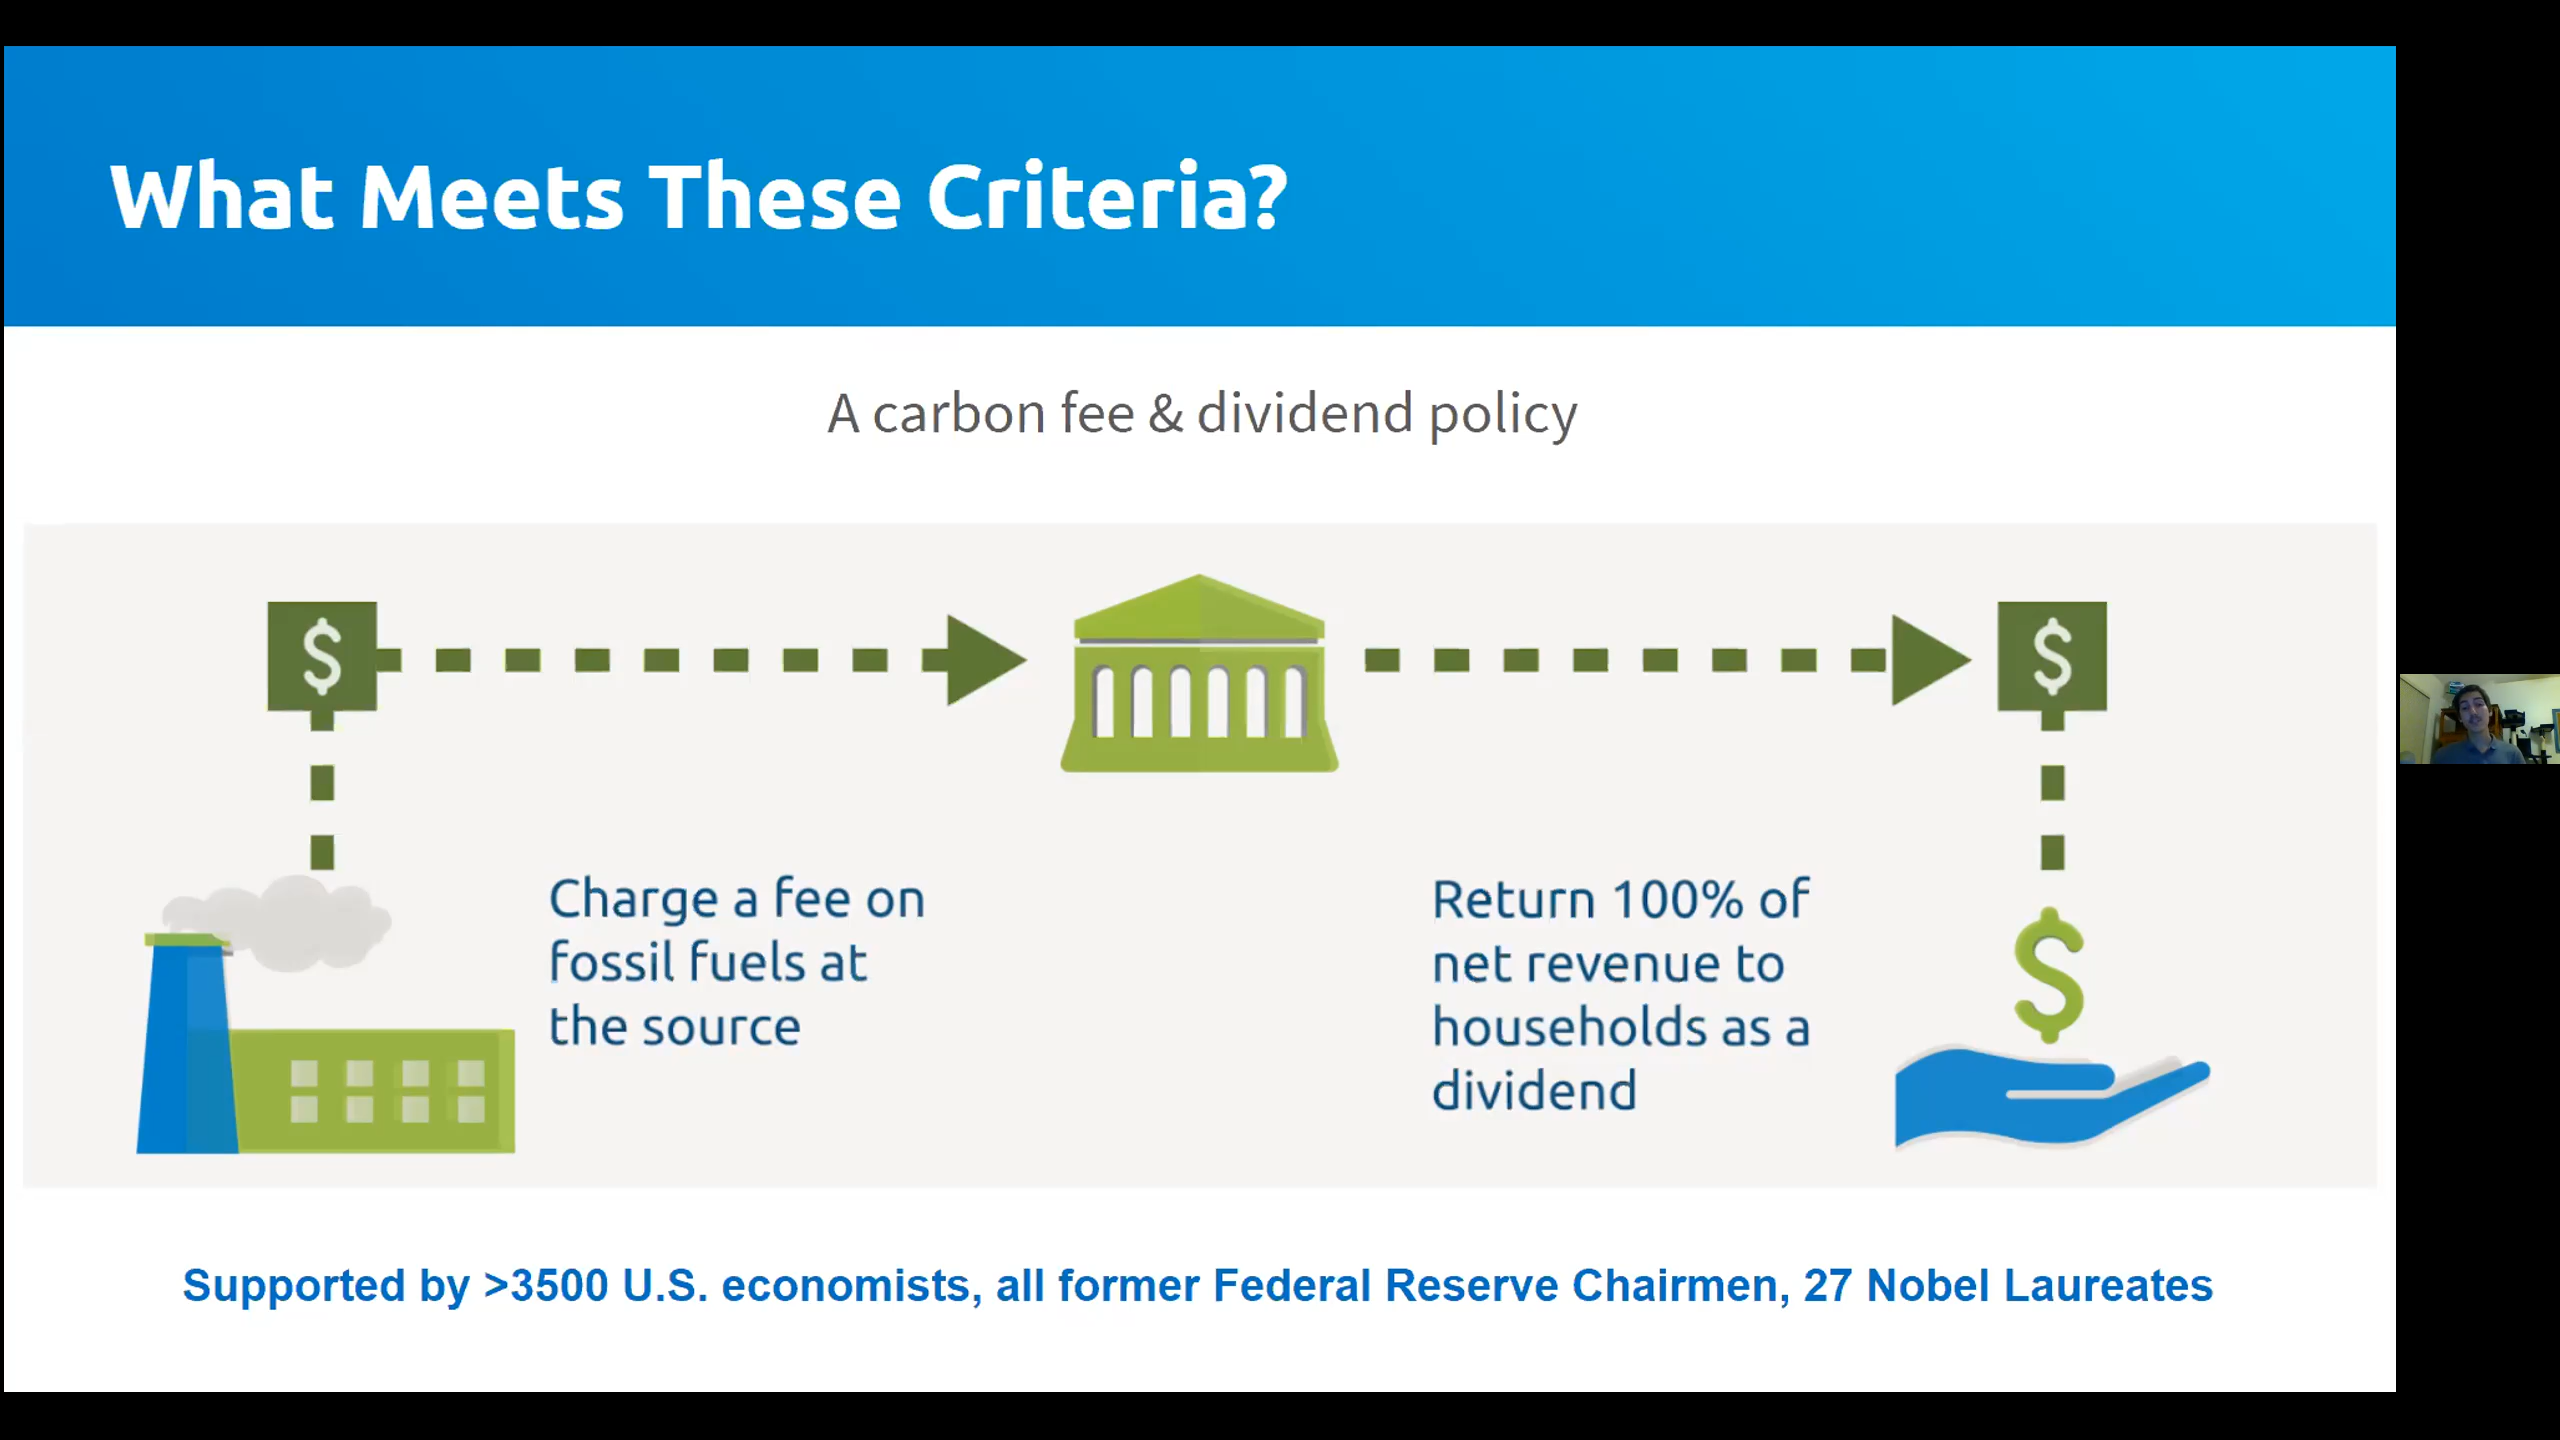 What Meets These Criteria?
A carbon fee & dividend policy
$
$
Charge a fee on
fossil fuels at
the source
Return 100% of
net revenue to
households as a
dividend
$
Supported by >3500 U.S. economists, all former Federal Reserve Chairmen, 27 Nobel Laureates